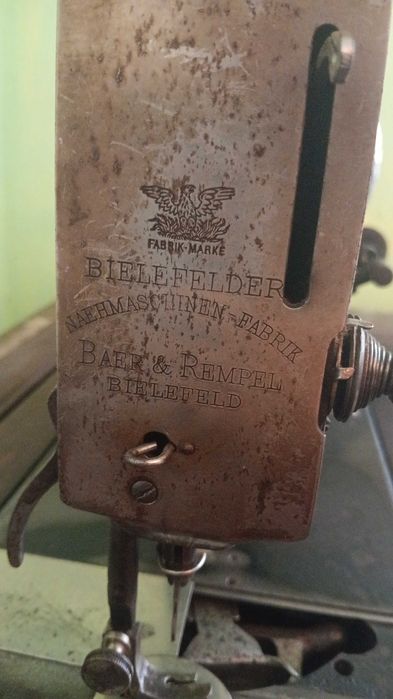 FABRIK-MARKE
BIELEFELDER
NAEHMASCHINEN-FABRIK
BAER & REMPEL
BIELEFELD